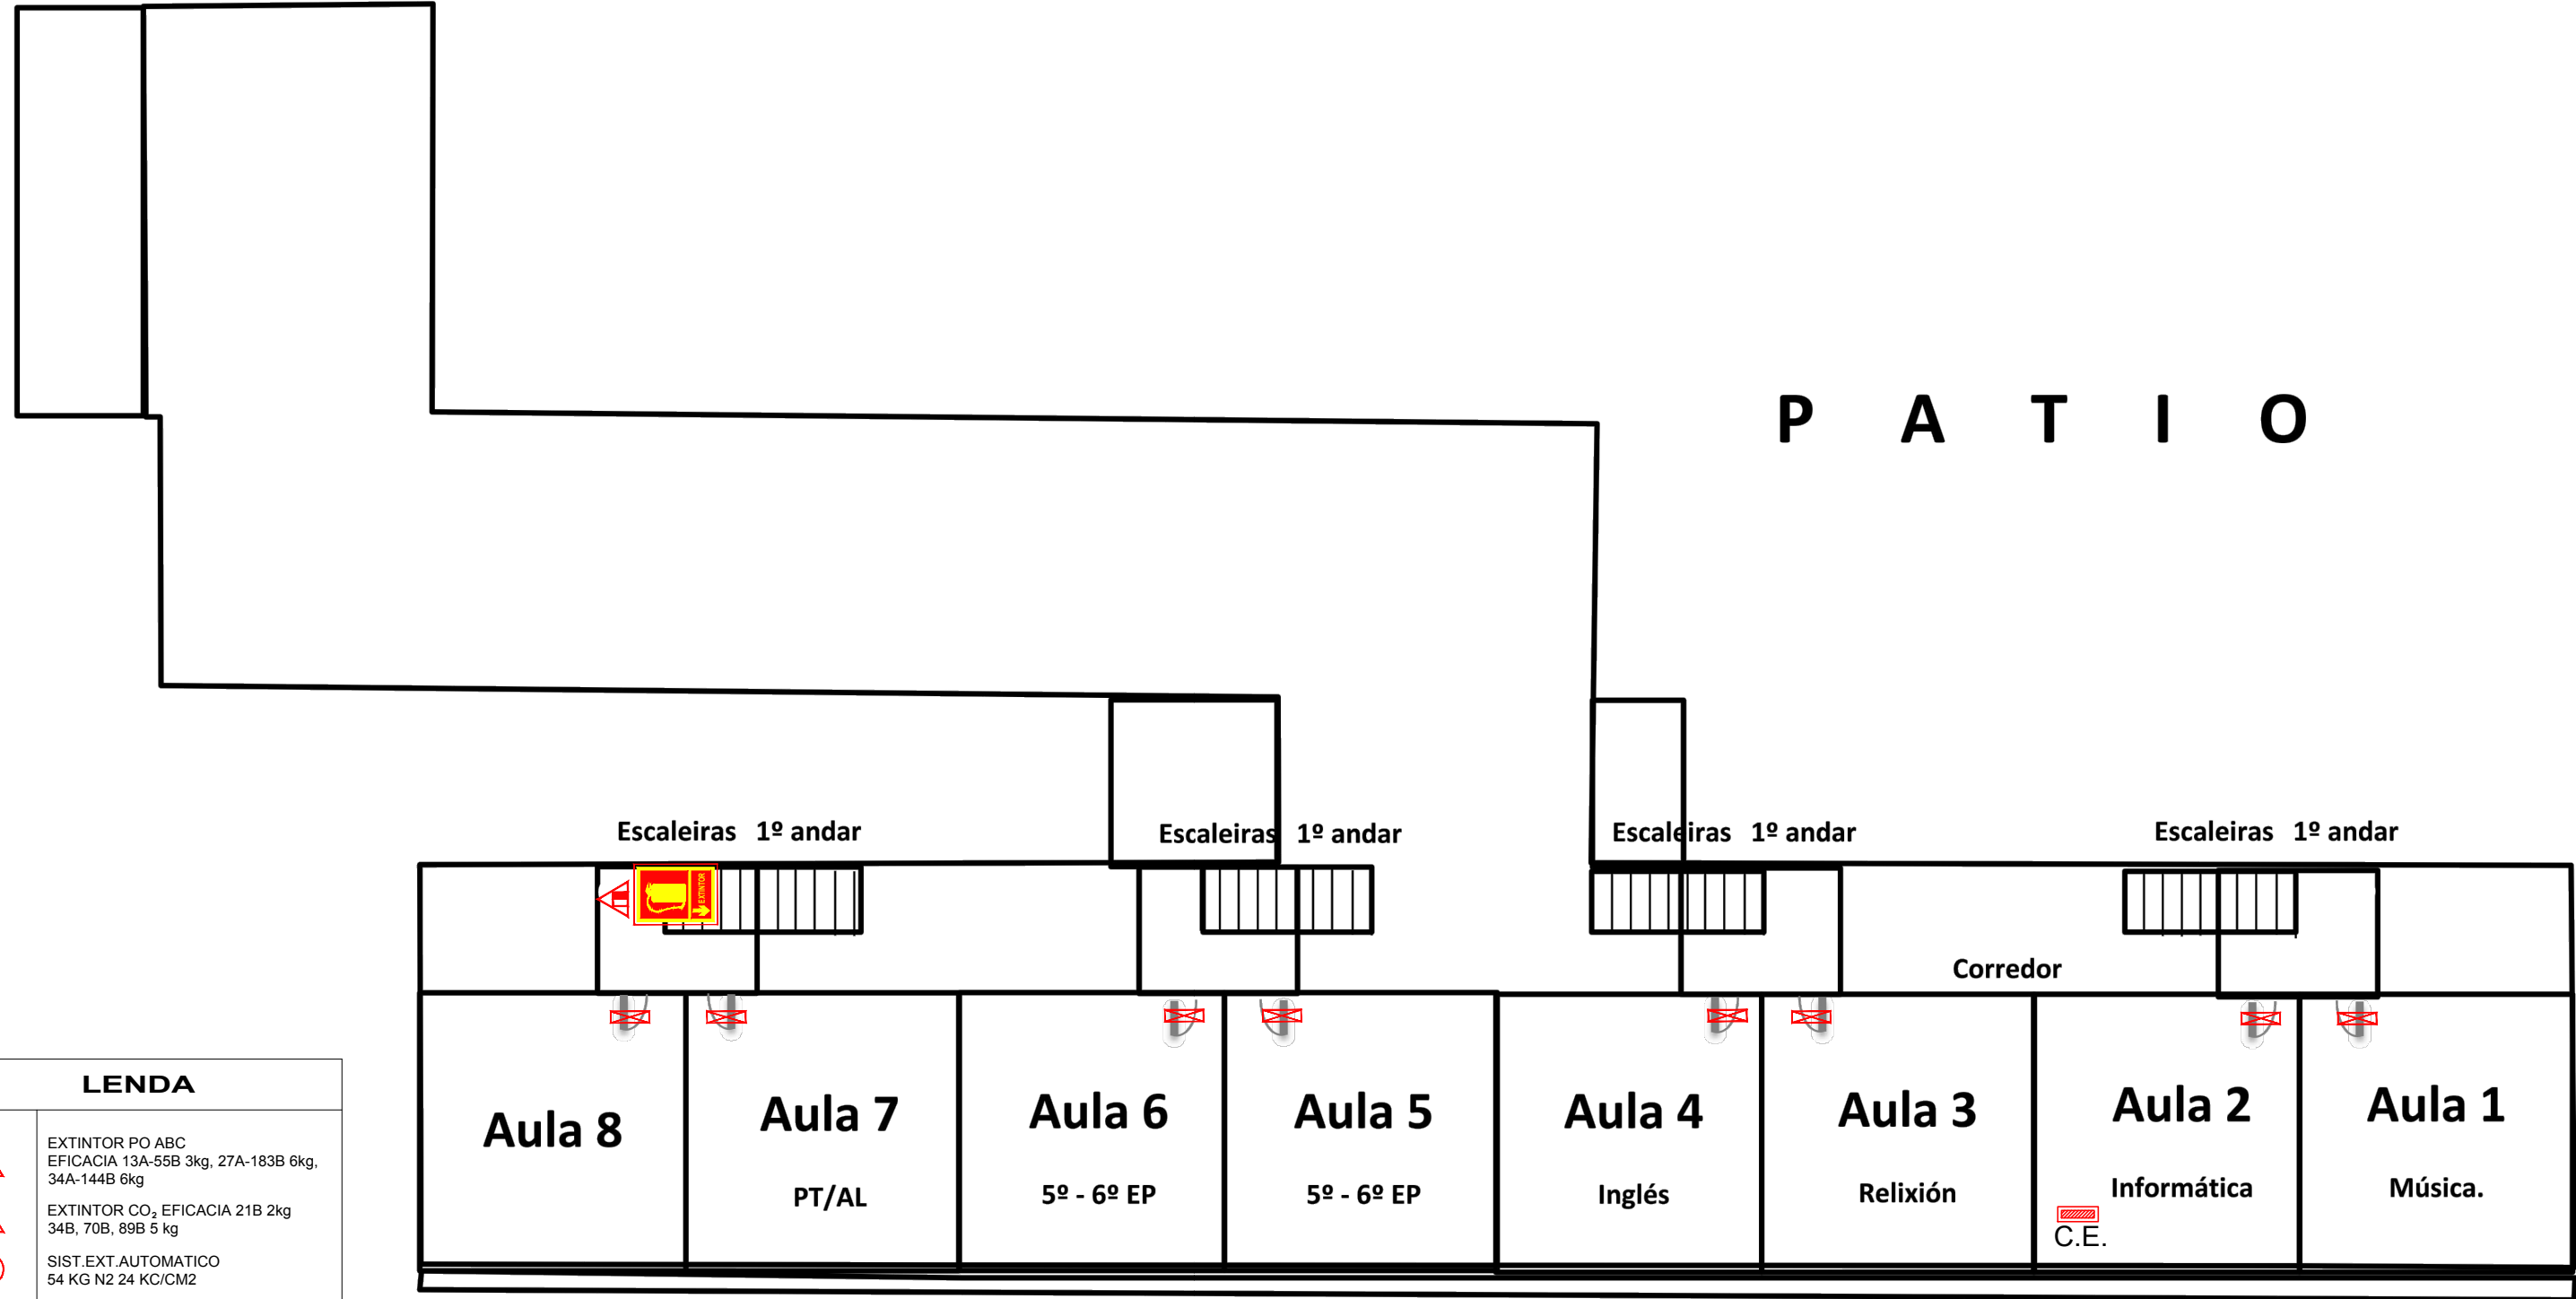 P A T I O
Escaleiras 1º andar
Escaleiras 1º andar
Escaleiras 1º andar
Escaleiras 1º andar
EXTINTOR
Corredor
Aula 8
Aula 7
PT/AL
Aula 6
5º - 6º EP
Aula 5
5º - 6º EP
Aula 4
Inglés
Aula 3
Relixión
Aula 2
Informática
C.E.
Aula 1
Música.
LENDA
EXTINTOR PO ABC
EFICACIA 13A-55B 3kg, 27A-183B 6kg,
34A-144B 6kg
EXTINTOR CO₂ EFICACIA 21B 2kg
34B, 70B, 89B 5 kg
SIST.EXT.AUTOMATICO
54 KG N2 24 KC/CM2